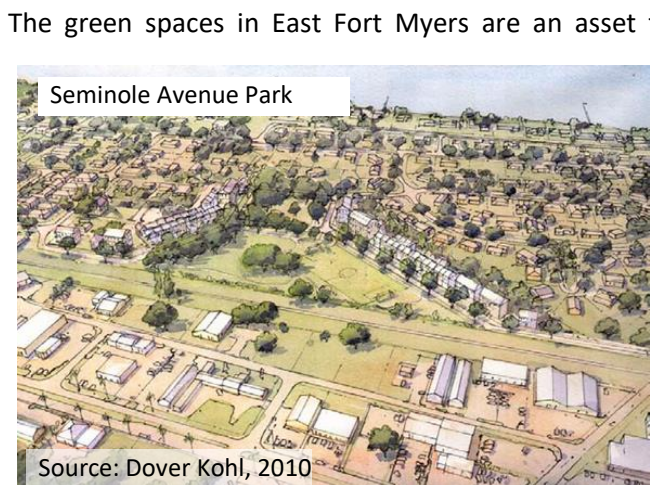 The green spaces in East Fort Myers are an asset
Seminole Avenue Park
Source: Dover Kohl, 2010